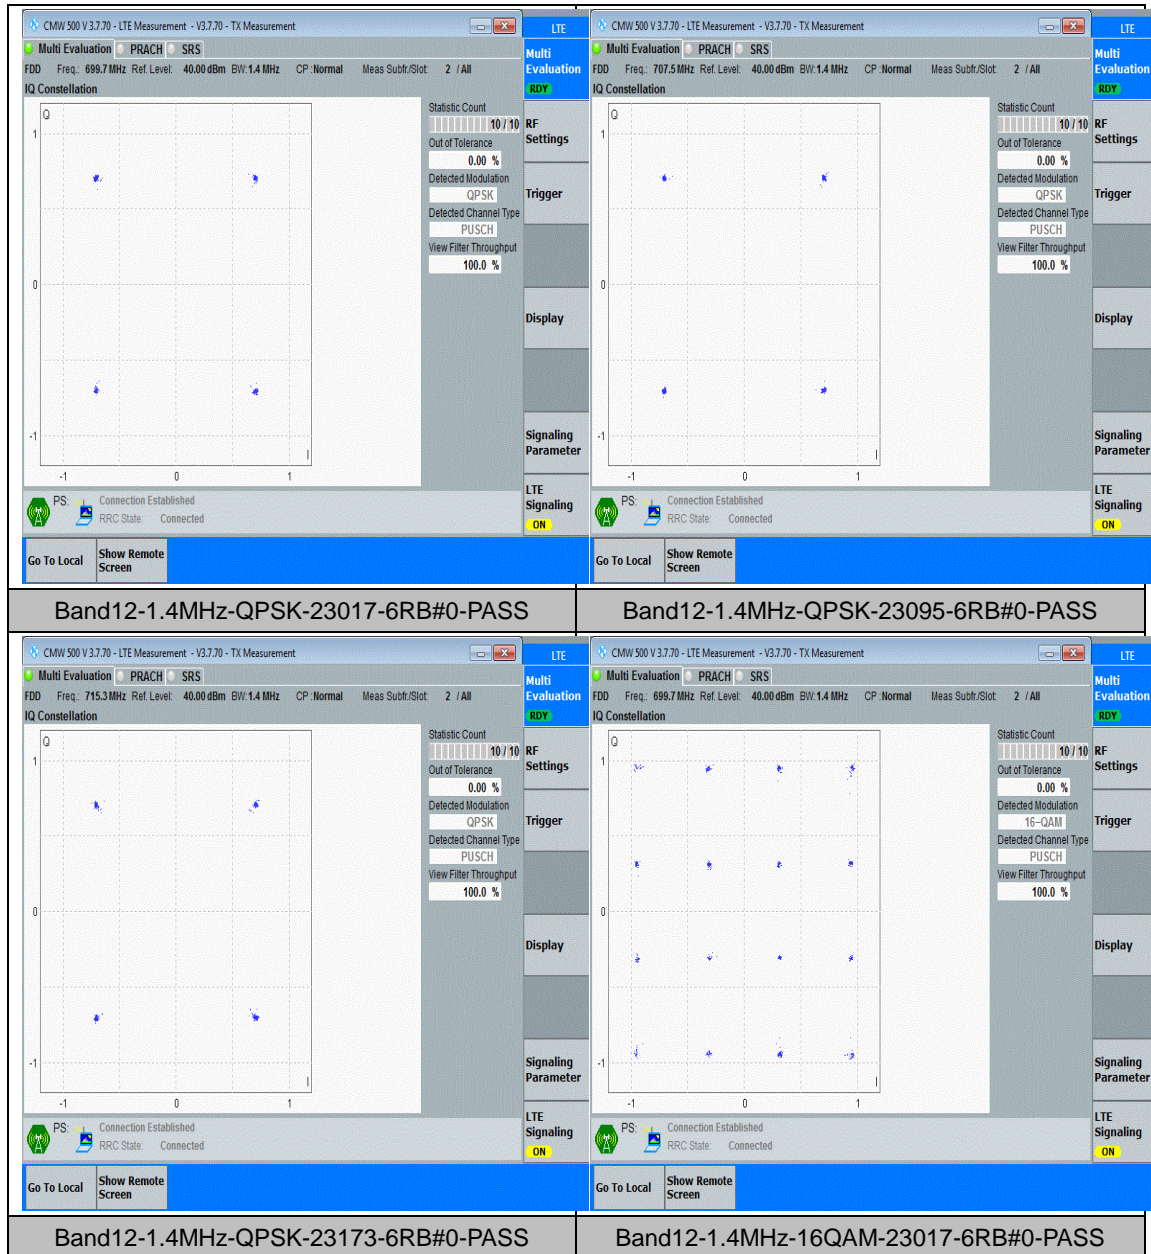 CMW 500 V 3.7.70 - LTE Measurement - V3.7.70 - TX Measurement
LTE
Multi Evaluation PRACH SRS
Multi
Evaluation
RDY
FDD Freq.: 699.7 MHz Ref. Level: 40.00 dBm BW: 1.4 MHz CP : Normal Meas Subfr./Slot: 2 / All
IQ Constellation
Q
1
0
-1
-1 0 1
I
Statistic Count
10 / 10
Out of Tolerance
0.00 %
Detected Modulation
QPSK
Detected Channel Type
PUSCH
View Filter Throughput
100.0 %
RF
Settings
Trigger
Display
Signaling
Parameter
LTE
Signaling
ON
PS: Connection Established
RRC State: Connected
Go To Local Show Remote
Screen
Band12-1.4MHz-QPSK-23017-6RB#0-PASS
CMW 500 V 3.7.70 - LTE Measurement - V3.7.70 - TX Measurement
LTE
Multi Evaluation PRACH SRS
Multi
Evaluation
RDY
FDD Freq.: 707.5 MHz Ref. Level: 40.00 dBm BW: 1.4 MHz CP : Normal Meas Subfr./Slot: 2 / All
IQ Constellation
Q
1
0
-1
-1 0 1
Statistic Count
10 / 10
Out of Tolerance
0.00 %
Detected Modulation
QPSK
Detected Channel Type
PUSCH
View Filter Throughput
100.0 %
RF
Settings
Trigger
Display
Signaling
Parameter
LTE
Signaling
ON
PS: Connection Established
RRC State: Connected
Go To Local Show Remote
Screen
Band12-1.4MHz-QPSK-23095-6RB#0-PASS
CMW 500 V 3.7.70 - LTE Measurement - V3.7.70 - TX Measurement
LTE
Multi Evaluation PRACH SRS
Multi
Evaluation
RDY
FDD Freq.: 715.3 MHz Ref. Level: 40.00 dBm BW: 1.4 MHz CP : Normal Meas Subfr./Slot: 2 / All
IQ Constellation
Q
1
0
-1
-1 0 1
I
Statistic Count
10 / 10
Out of Tolerance
0.00 %
Detected Modulation
QPSK
Detected Channel Type
PUSCH
View Filter Throughput
100.0 %
RF
Settings
Trigger
Display
Signaling
Parameter
LTE
Signaling
ON
PS: Connection Established
RRC State: Connected
Go To Local Show Remote
Screen
Band12-1.4MHz-QPSK-23173-6RB#0-PASS
CMW 500 V 3.7.70 - LTE Measurement - V3.7.70 - TX Measurement
LTE
Multi Evaluation PRACH SRS
Multi
Evaluation
RDY
FDD Freq.: 699.7 MHz Ref. Level: 40.00 dBm BW: 1.4 MHz CP : Normal Meas Subfr./Slot: 2 / All
IQ Constellation
Q
1
0
-1
-1 0 1
I
Statistic Count
10 / 10
Out of Tolerance
0.00 %
Detected Modulation
16-QAM
Detected Channel Type
PUSCH
View Filter Throughput
100.0 %
RF
Settings
Trigger
Display
Signaling
Parameter
LTE
Signaling
ON
PS: Connection Established
RRC State: Connected
Go To Local Show Remote
Screen
Band12-1.4MHz-16QAM-23017-6RB#0-PASS